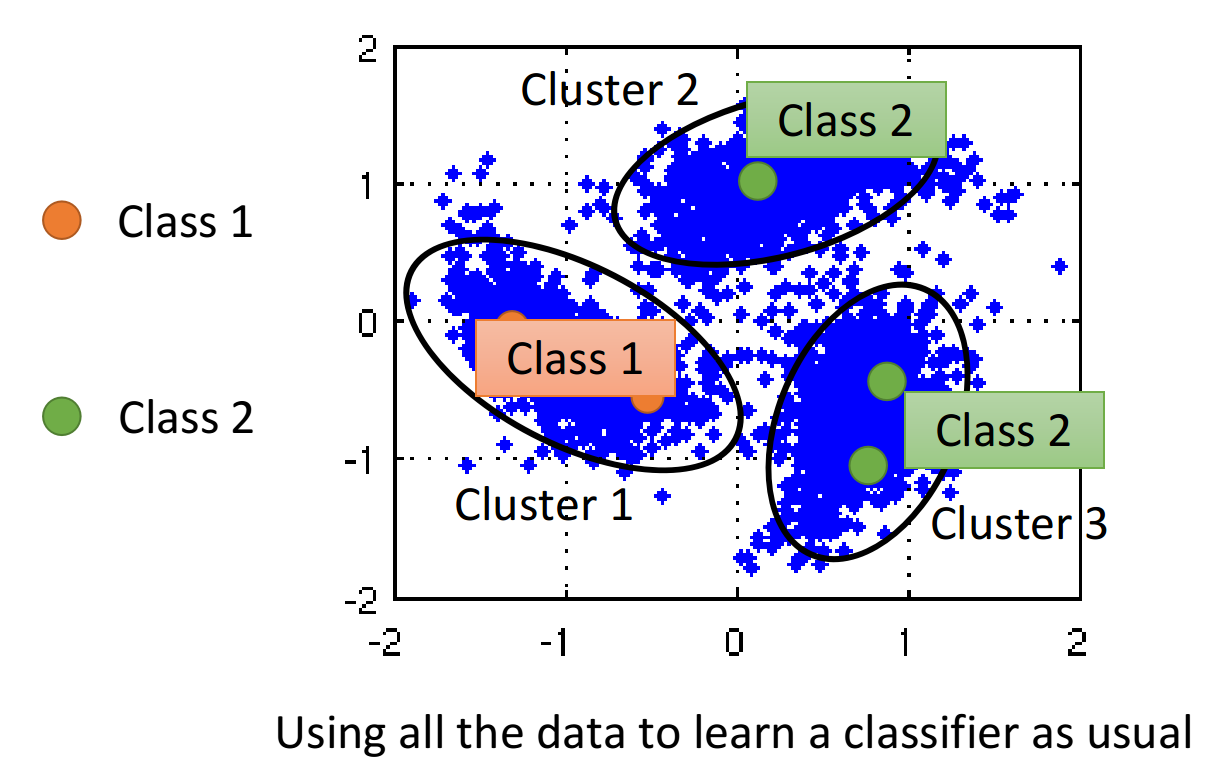 Class 1
Class 2
2
1
0
-1
-2
-2
-1
0
1
2
Cluster 2
Class 2
Class 1
Cluster 1
Class 2
Cluster 3
Using all the data to learn a classifier as usual